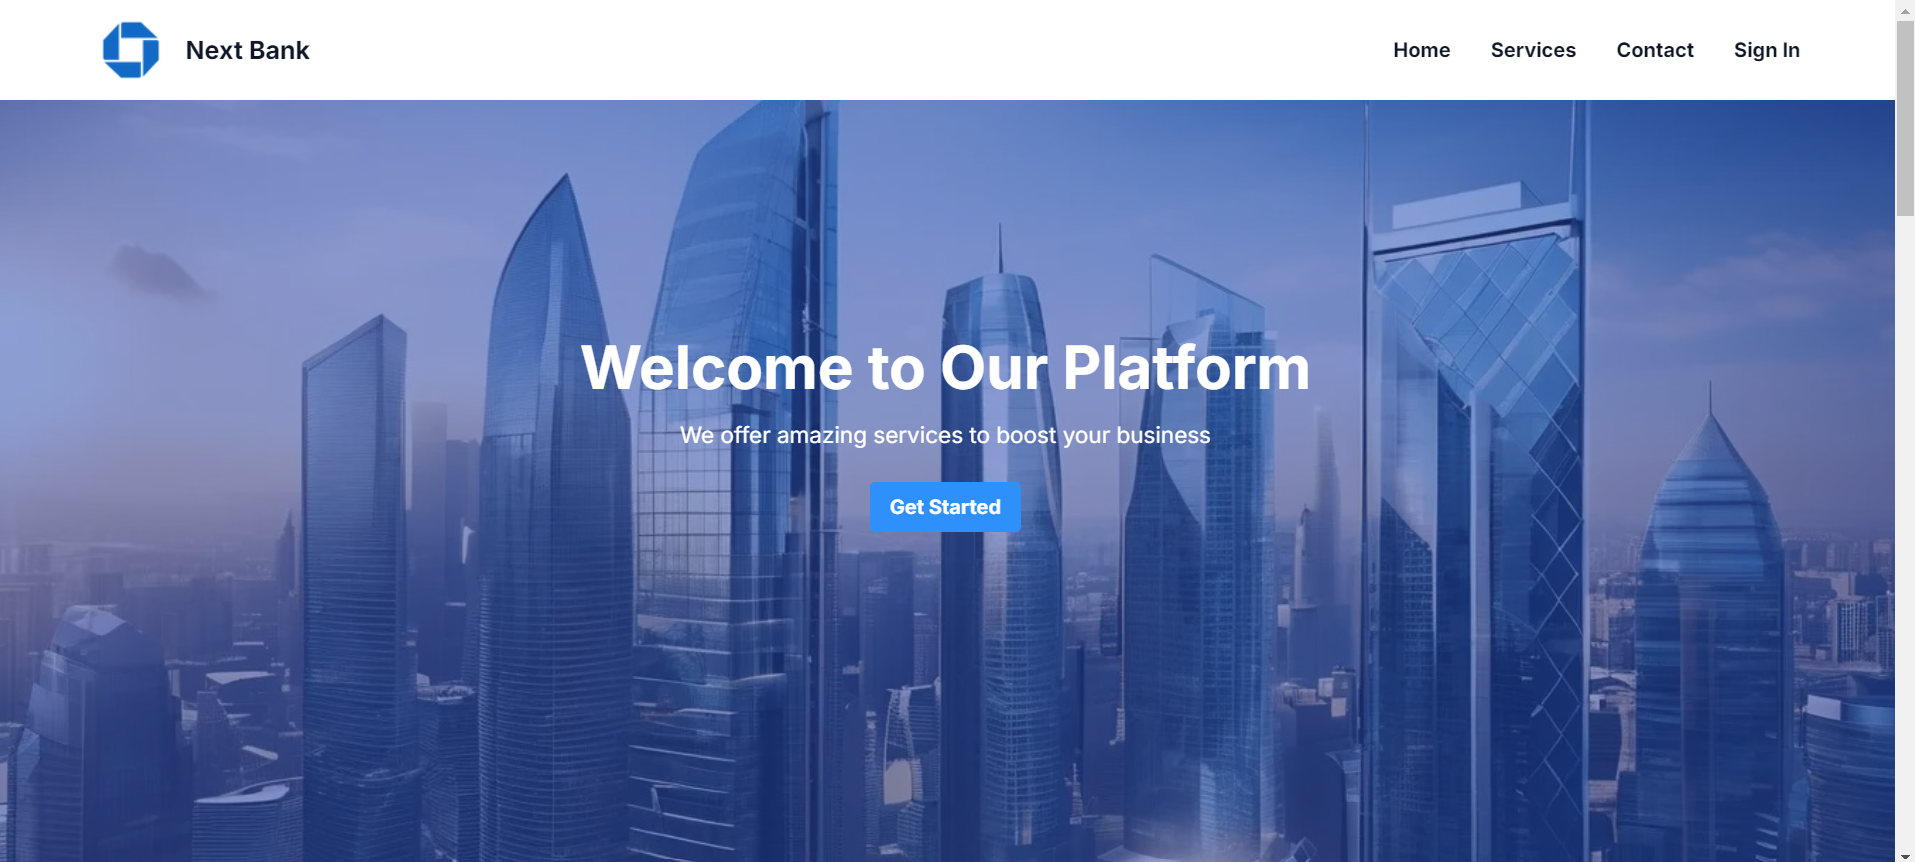 Next Bank
Home Services Contact Sign In
Welcome to Our Platform
We offer amazing services to boost your business
Get Started